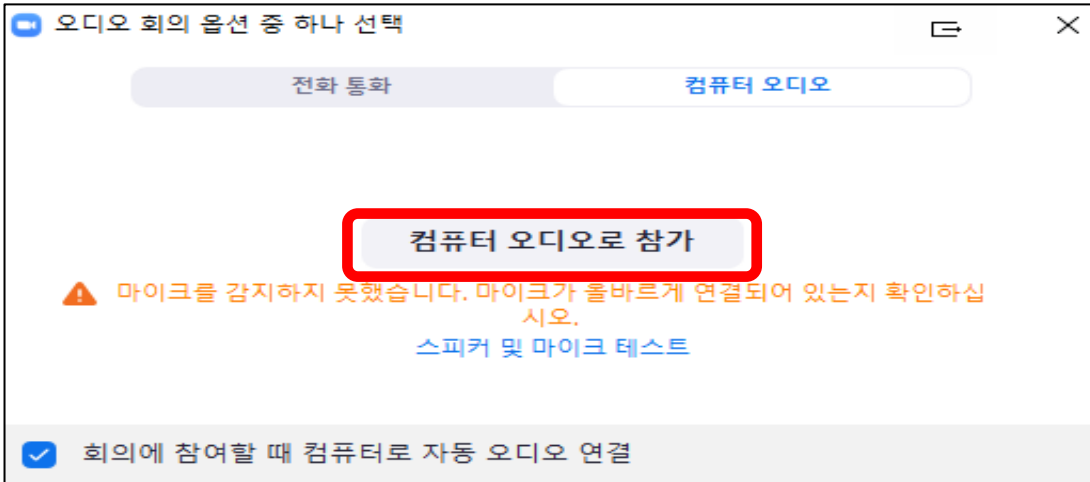 오디오 회의 옵션 중 하나 선택
전화 통화
컴퓨터 오디오
컴퓨터 오디오로 참가
마이크를 감지하지 못했습니다. 마이크가 올바르게 연결되어 있는지 확인하십
시오.
스피커 및 마이크 테스트
회의에 참여할 때 컴퓨터로 자동 오디오 연결